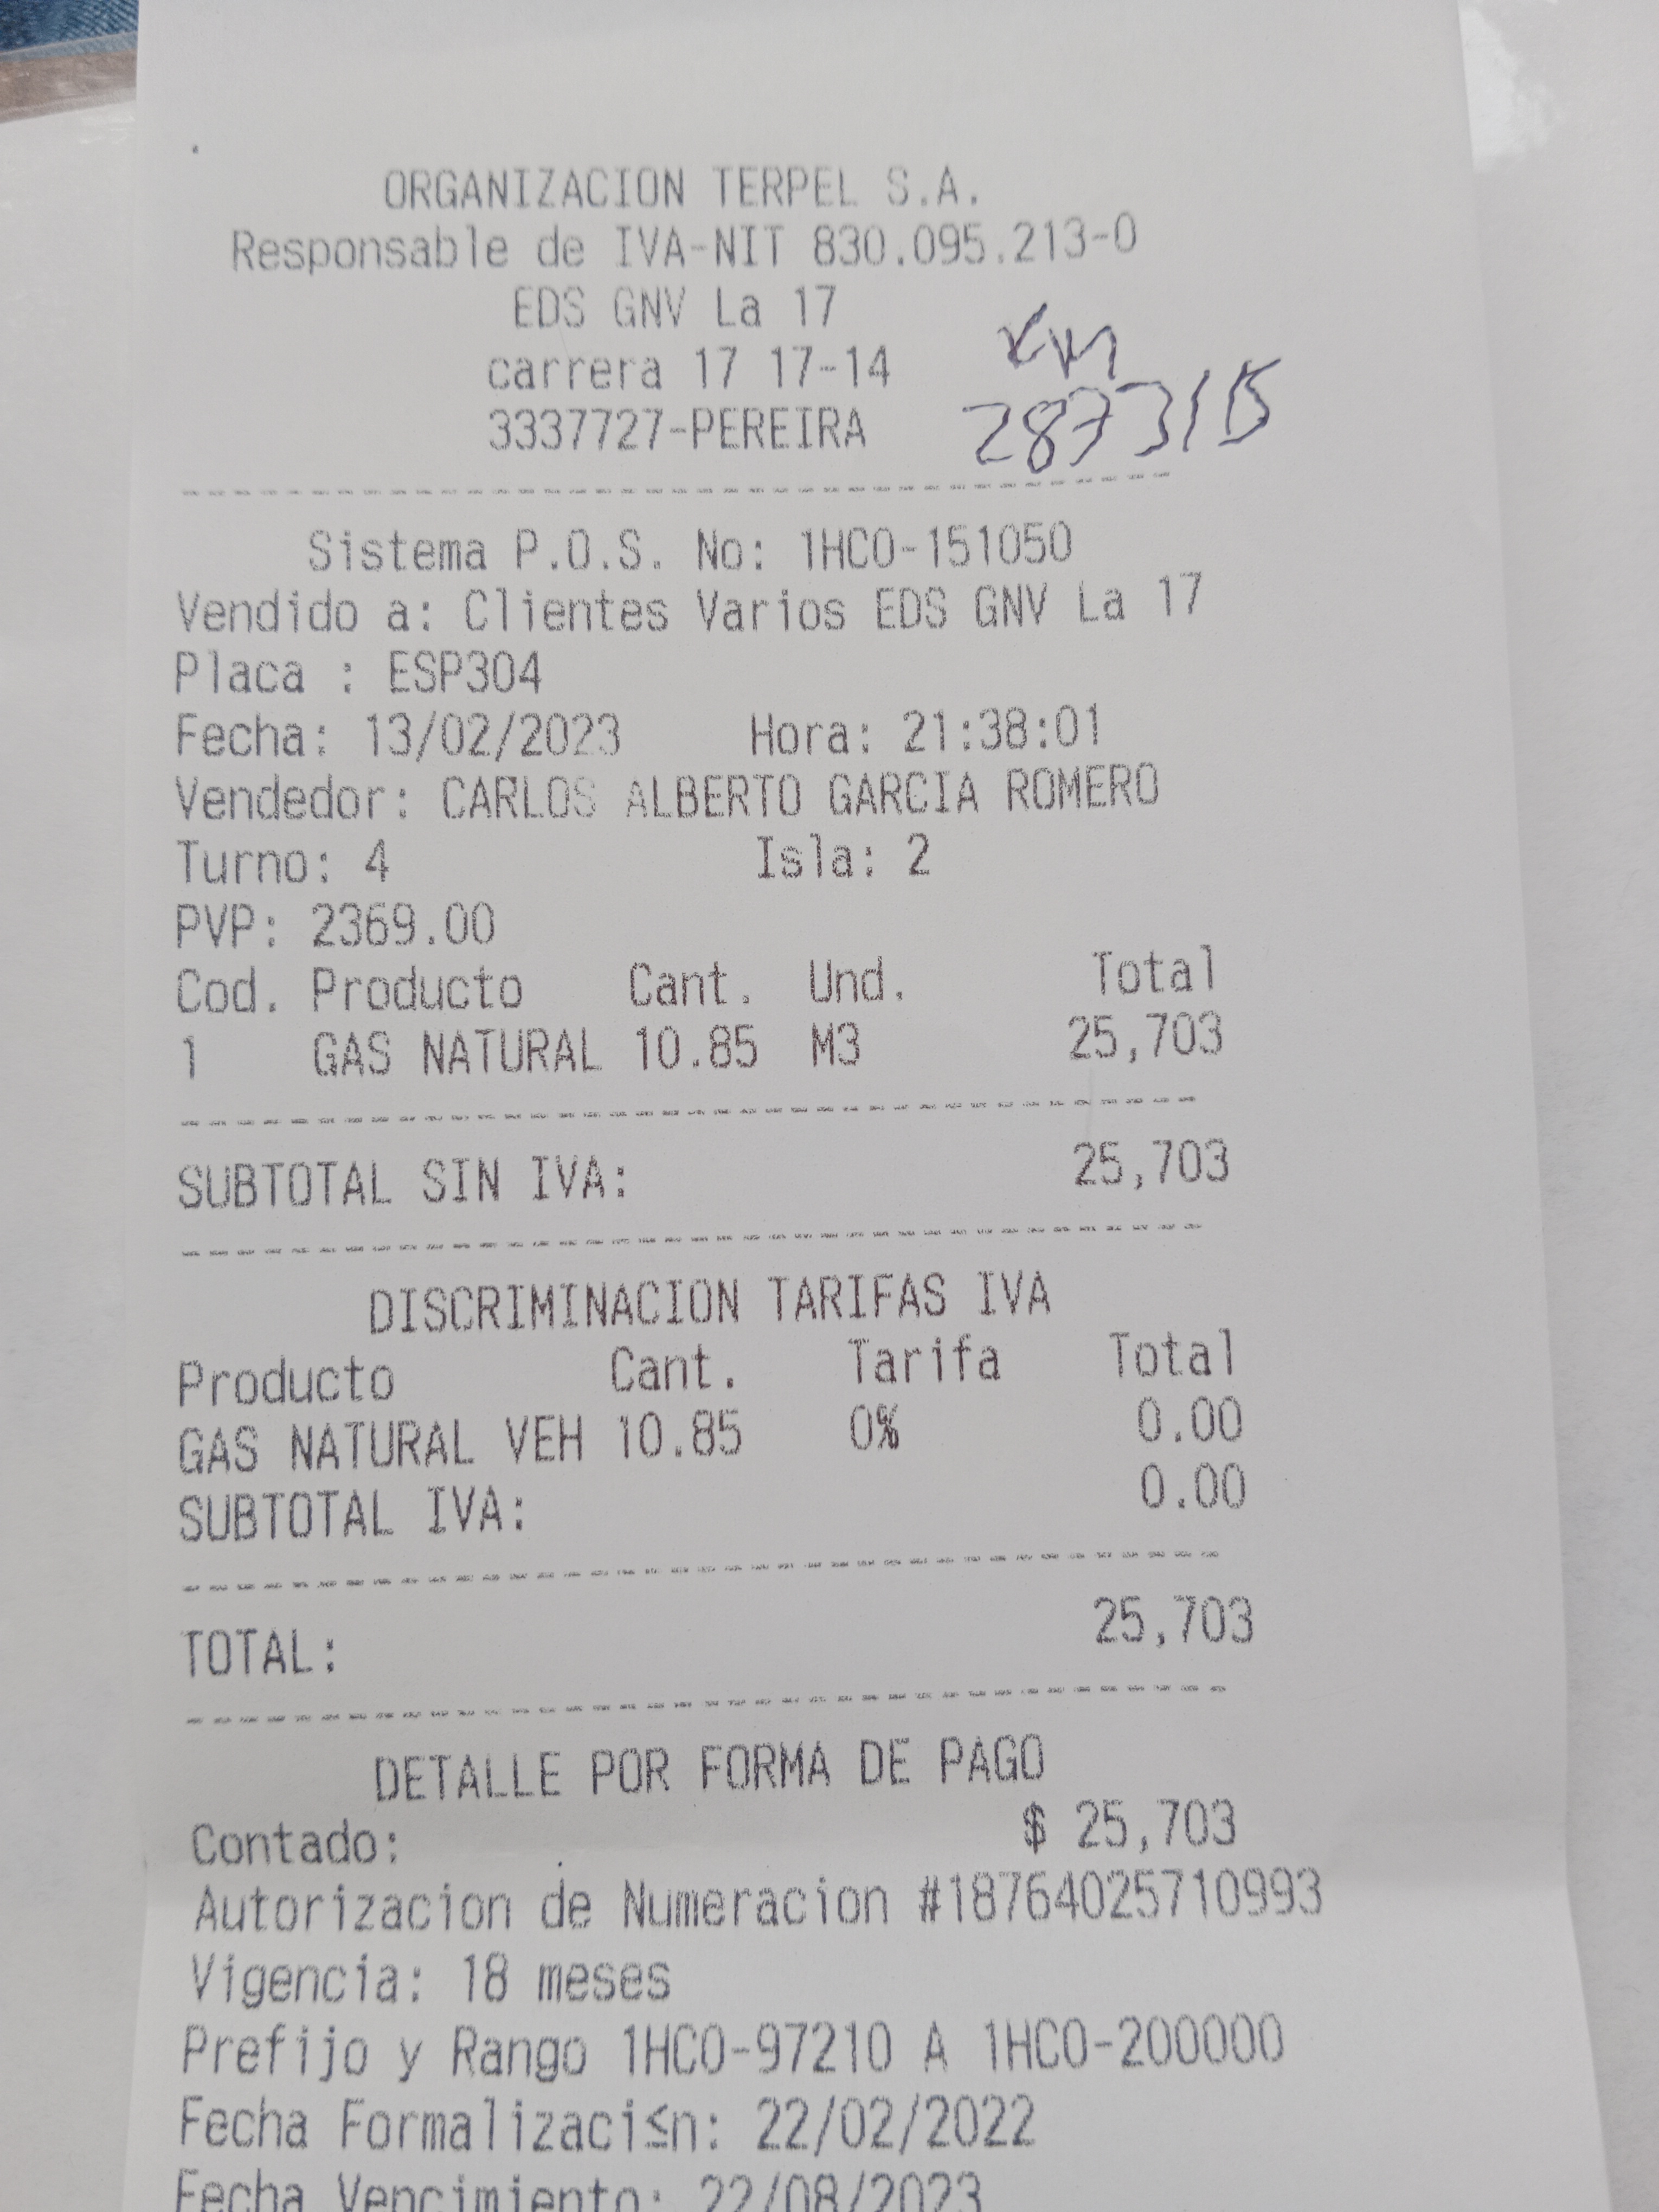 ORGANIZACION TERPEL S.A.
Responsable de IVA-NIT 830.095.213-0
EDS GNV La 17
carrera 17 17-14
3337727-PEREIRA
Km
Sistema P.O.S. No: 1HCO-151050
Vendido a: Clientes Varios EDS GNV La 17
Placa : ESP304
Fecha: 13/02/2023 Hora: 21:38:01
Vendedor: CARLOS ALBERTO GARCIA ROMERO
Turno: 4 Isla: 2
PVP: 2369.00
Cod. Producto Cant. Und. Total
1 GAS NATURAL 10.85 M3 25,703
SUBTOTAL SIN IVA: 25,703
DISCRIMINACION TARIFAS IVA
Producto Cant. Tarifa Total
GAS NATURAL VEH 10.85 0% 0.00
SUBTOTAL IVA: 0.00
TOTAL: 25,703
DETALLE POR FORMA DE PAGO
Contado: $ 25,703
Autorizacion de Numeracion #18764025710993
Vigencia: 18 meses
Prefijo y Rango 1HCO-97210 A 1HCO-200000
Fecha Formalizaci≤n: 22/02/2022
Fecha Vencimiento: 22/08/2023